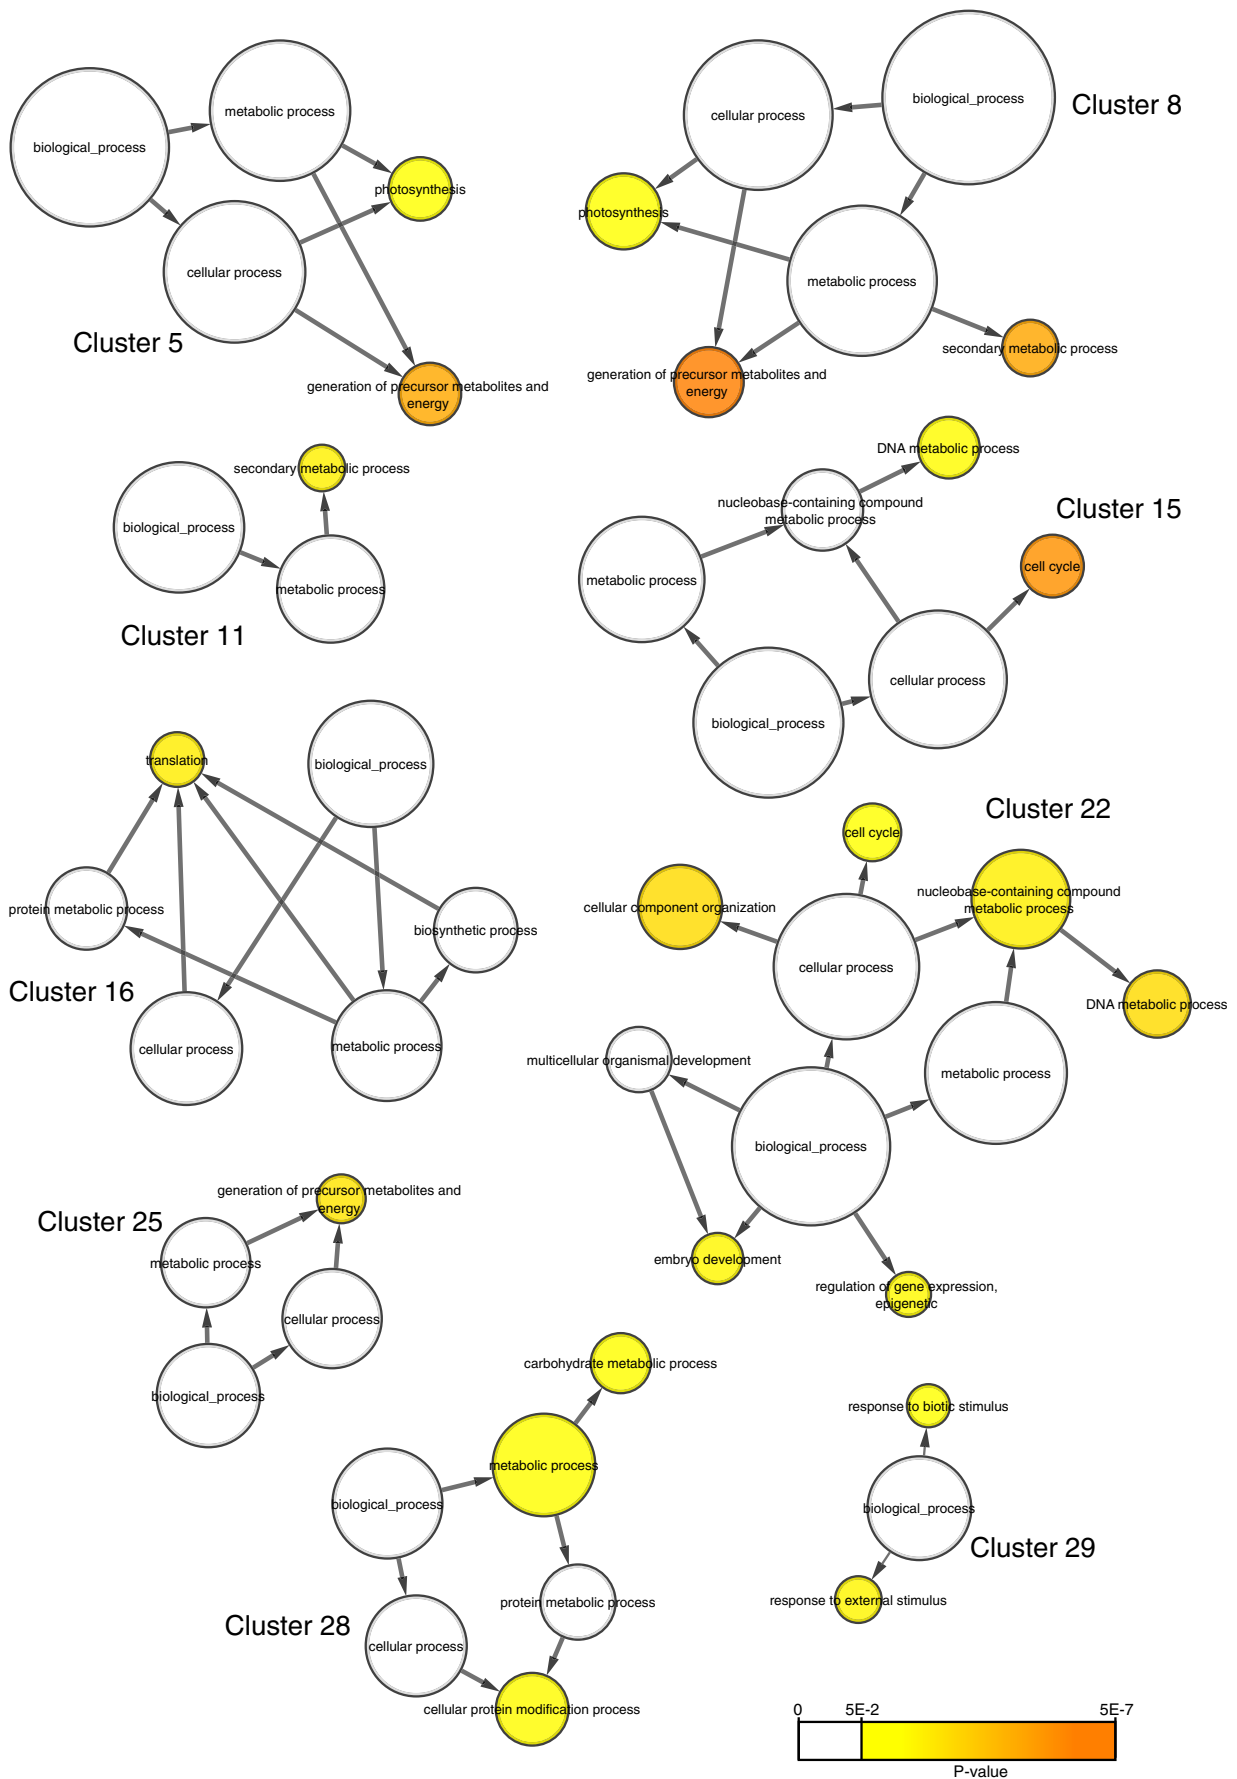 biological_process
metabolic process
photosynthesis
cellular process
generation of precursor metabolites and
energy
Cluster 5
cellular process
biological_process
Cluster 8
photosynthesis
metabolic process
secondary metabolic process
generation of precursor metabolites and
energy
secondary metabolic process
biological_process
metabolic process
Cluster 11
DNA metabolic process
nucleobase-containing compound
metabolic process
Cluster 15
cell cycle
metabolic process
cellular process
biological_process
translation
biological_process
protein metabolic process
biosynthetic process
Cluster 16
cellular process
metabolic process
Cluster 22
cell cycle
nucleobase-containing compound
metabolic process
cellular component organization
cellular process
DNA metabolic process
multicellular organismal development
metabolic process
biological_process
embryo development
regulation of gene expression,
epigenetic
generation of precursor metabolites and
energy
Cluster 25
metabolic process
cellular process
biological_process
carbohydrate metabolic process
metabolic process
biological_process
protein metabolic process
Cluster 28
cellular process
cellular protein modification process
response to biotic stimulus
biological_process
Cluster 29
response to external stimulus
0 5E-2 5E-7
P-value